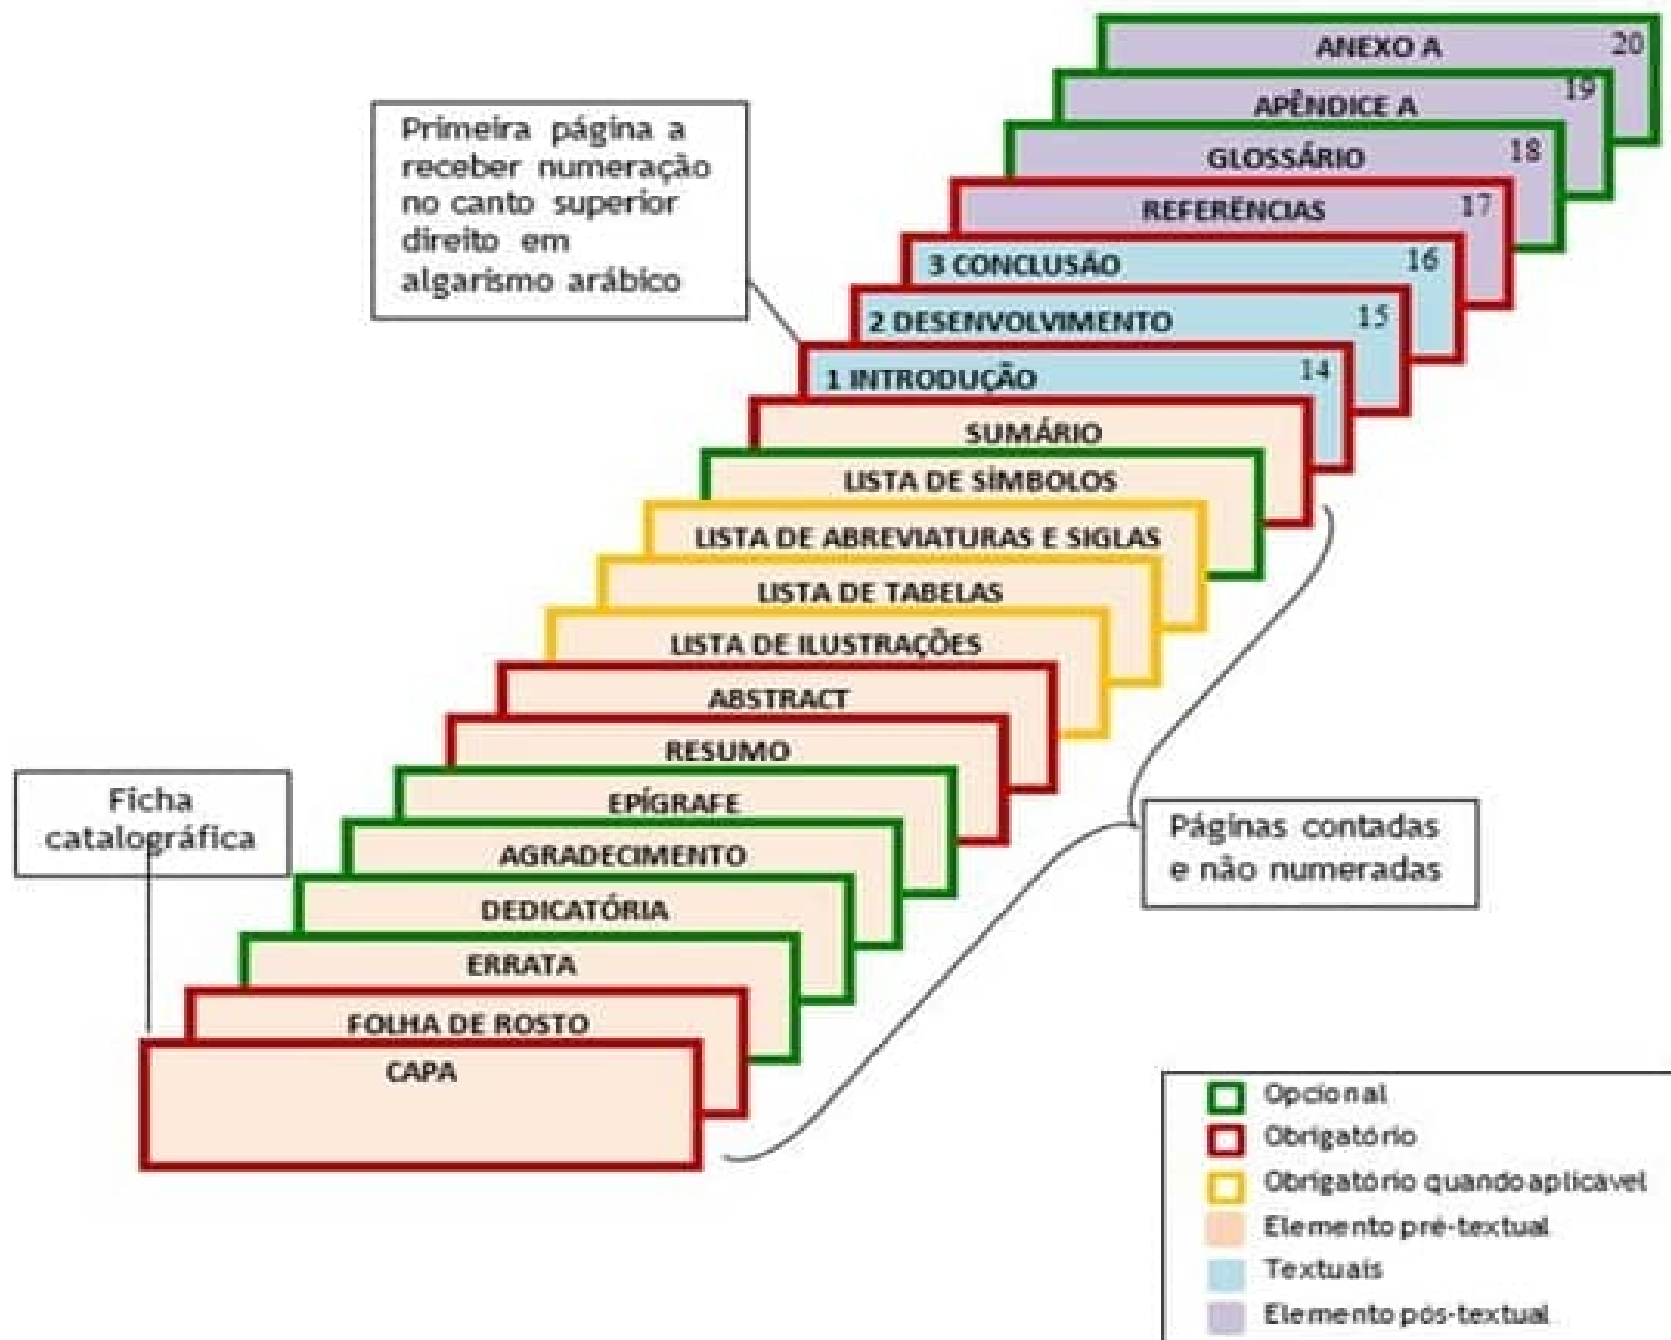 ANEXO A 20
APÊNDICE A 19
GLOSSÁRIO 18
REFERÊNCIAS 17
3 CONCLUSÃO 16
2 DESENVOLVIMENTO 15
1 INTRODUÇÃO 14
SUMÁRIO
LISTA DE SÍMBOLOS
LISTA DE ABREVIATURAS E SIGLAS
LISTA DE TABELAS
LISTA DE ILUSTRAÇÕES
ABSTRACT
RESUMO
EPÍGRAFE
AGRADECIMENTO
DEDICATÓRIA
ERRATA
FOLHA DE ROSTO
CAPA
Primeira página a
receber numeração
no canto superior
direito em
algarismo arábico
Ficha
catalográfica
Páginas contadas
e não numeradas
Opcional
Obrigatório
Obrigatório quando aplicável
Elemento pré-textual
Textuais
Elemento pós-textual